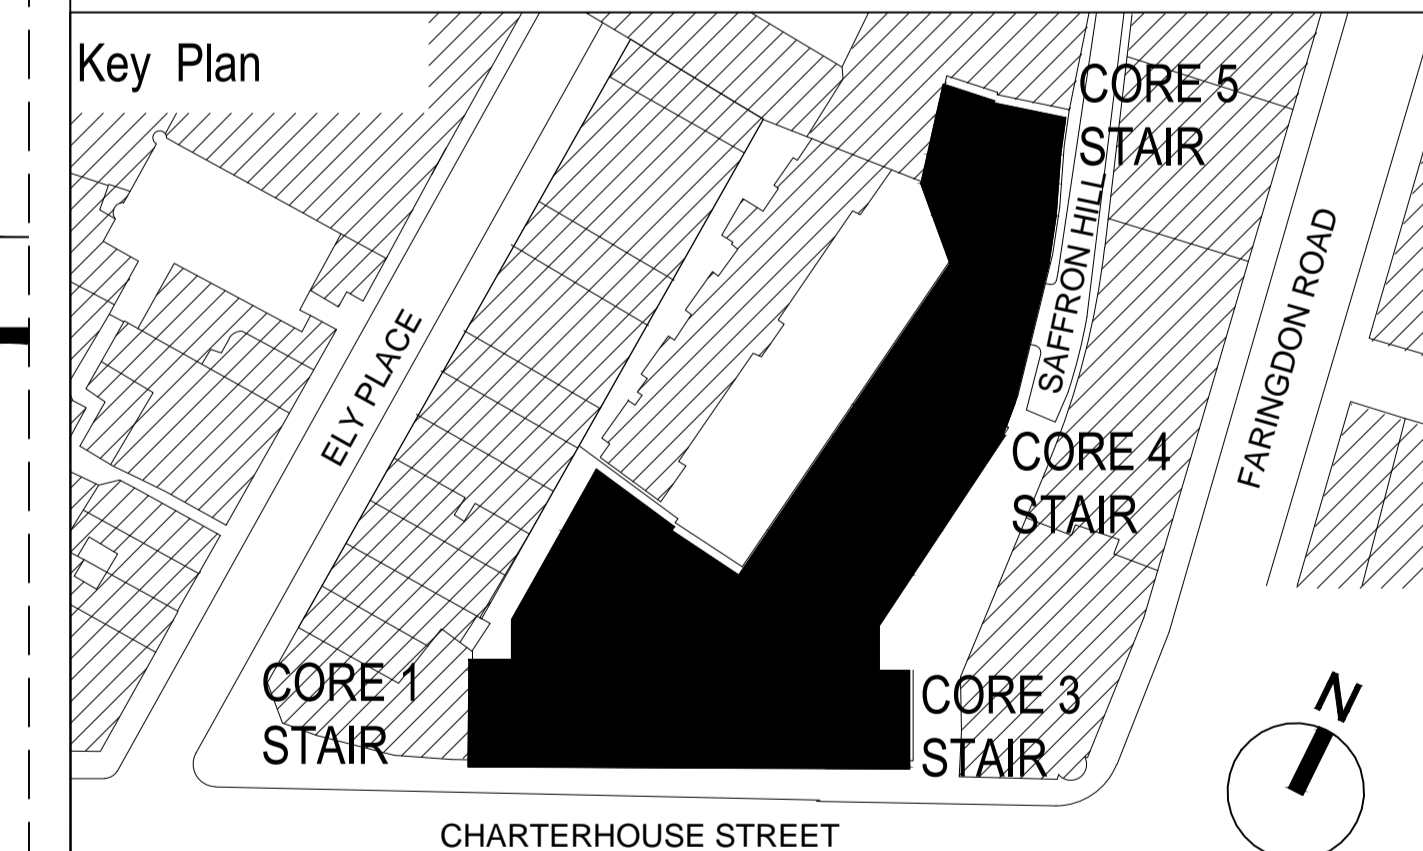 Key Plan
CORE 5
STAIR
SAFFRON HILL
FARINGDON ROAD
ELY PLACE
CORE 4
STAIR
CORE 1
STAIR
CORE 3
STAIR
N
CHARTERHOUSE STREET